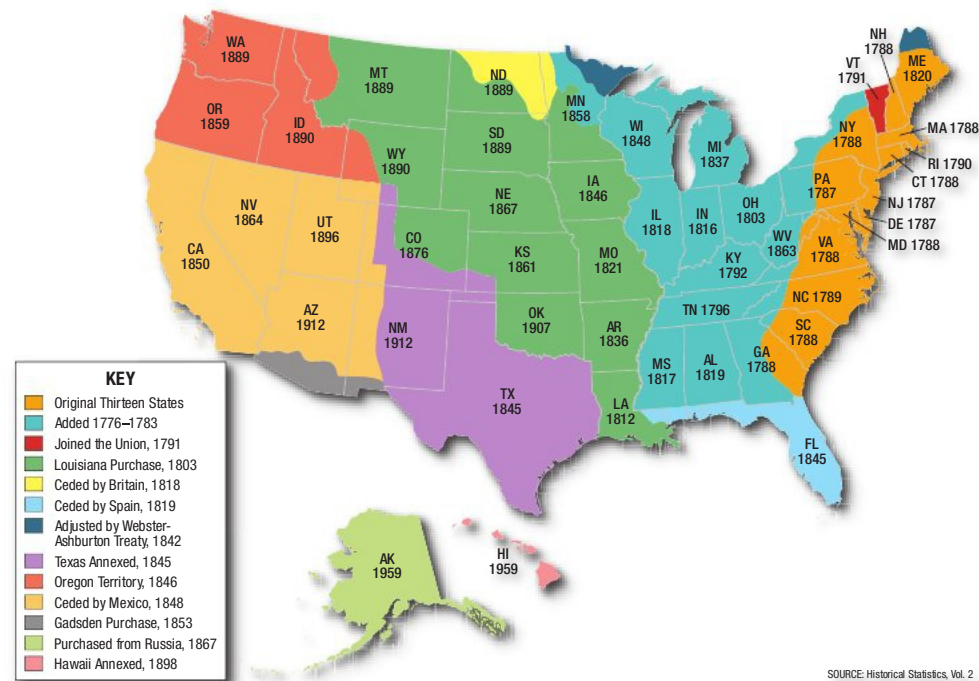 WA
1889
OR
1859
ID
1890
MT
1889
WY
1890
ND
1889
SD
1889
NE
1867
KS
1861
CO
1876
OK
1907
NV
1864
UT
1896
CA
1850
AZ
1912
NM
1912
TX
1845
MN
1858
IA
1846
MO
1821
AR
1836
LA
1812
WI
1848
MI
1837
IL
1818
IN
1816
OH
1803
KY
1792
TN 1796
MS
1817
AL
1819
GA
1788
FL
1845
WV
1863
VA
1788
NC 1789
SC
1788
PA
1787
NY
1788
VT
1791
NH
1788
ME
1820
MA 1788
RI 1790
CT 1788
NJ 1787
DE 1787
MD 1788
AK
1959
HI
1959
KEY
Original Thirteen States
Added 1776–1783
Joined the Union, 1791
Louisiana Purchase, 1803
Ceded by Britain, 1818
Ceded by Spain, 1819
Adjusted by Webster-
Ashburton Treaty, 1842
Texas Annexed, 1845
Oregon Territory, 1846
Ceded by Mexico, 1848
Gadsden Purchase, 1853
Purchased from Russia, 1867
Hawaii Annexed, 1898
SOURCE: Historical Statistics, Vol. 2